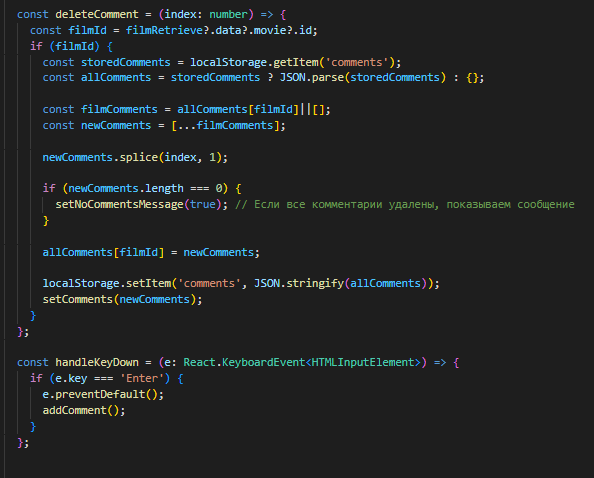 const deleteComment = (index: number) => {
const filmId = filmRetrieve?.data?.movie?.id;
if (filmId) {
const storedComments = localStorage.getItem('comments');
const allComments = storedComments ? JSON.parse(storedComments) : {};
const filmComments = allComments[filmId]||[];
const newComments = [...filmComments];
newComments.splice(index, 1);
if (newComments.length === 0) {
setNoCommentsMessage(true); // Если все комментарии удалены, показываем сообщение
}
allComments[filmId] = newComments;
localStorage.setItem('comments', JSON.stringify(allComments));
setComments(newComments);
}
};
const handleKeyDown = (e: React.KeyboardEvent<HTMLInputElement>) => {
if (e.key === 'Enter') {
e.preventDefault();
addComment();
}
};